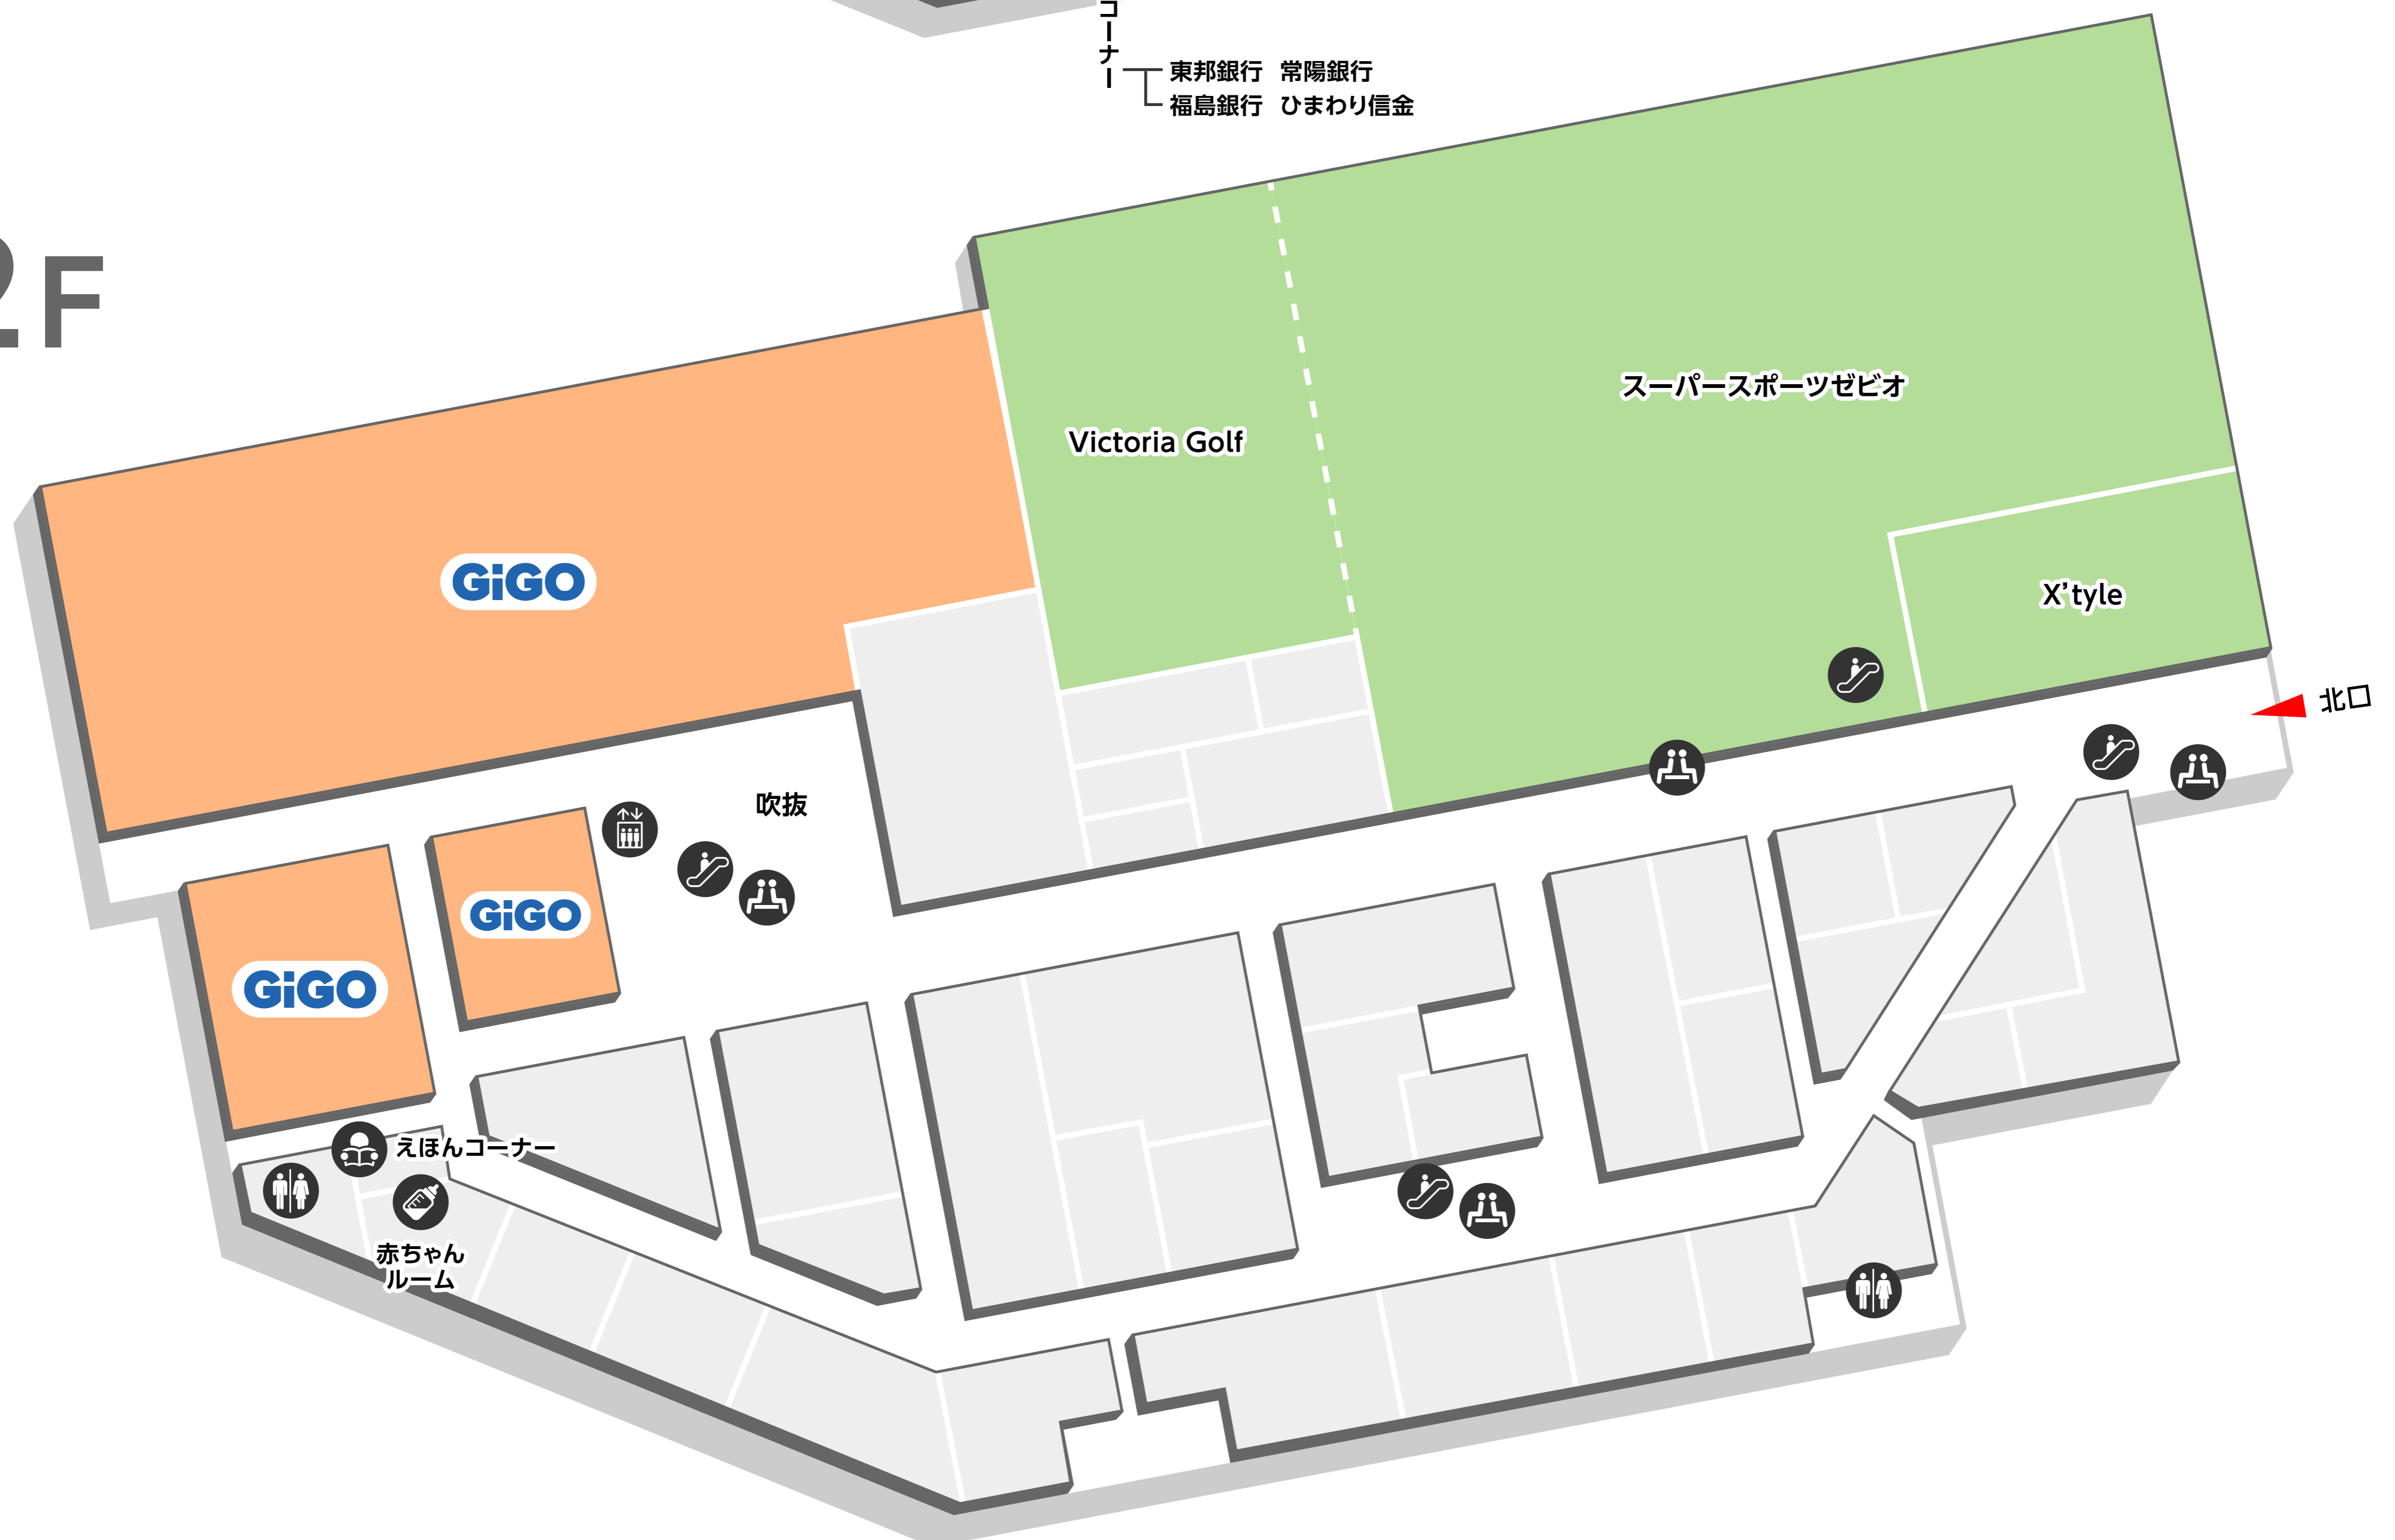 コーナー
東邦銀行 常陽銀行
福島銀行 ひまわり信金
2F
スーパースポーツゼビオ
Victoria Golf
GiGO
X'tyle
北口
吹抜
GiGO
GiGO
えほんコーナー
赤ちゃん
ルーム